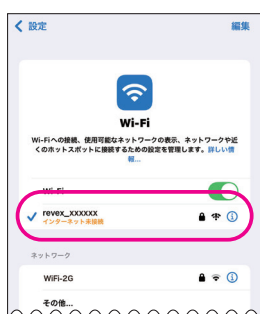 設定
編集
Wi-Fi
Wi-Fiへの接続、使用可能なネットワークの表示、ネットワークや近
くのホットスポットに接続するための設定を管理します。詳しい情
報...
Wi-Fi
revex_XXXXXX
インターネット未接続
ネットワーク
WiFi-2G
その他...